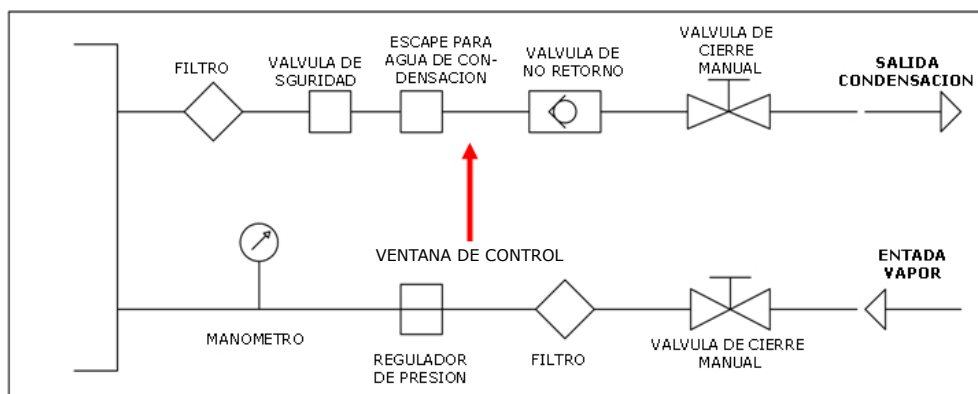 FILTRO
VALVULA DE
SGURIDAD
ESCAPE PARA
AGUA DE CON-
DENSACION
VALVULA DE
NO RETORNO
VALVULA DE
CIERRE
MANUAL
SALIDA
CONDENSACION
VENTANA DE CONTROL
MANOMETRO
REGULADOR
DE PRESION
FILTRO
VALVULA DE CIERRE
MANUAL
ENTADA
VAPOR